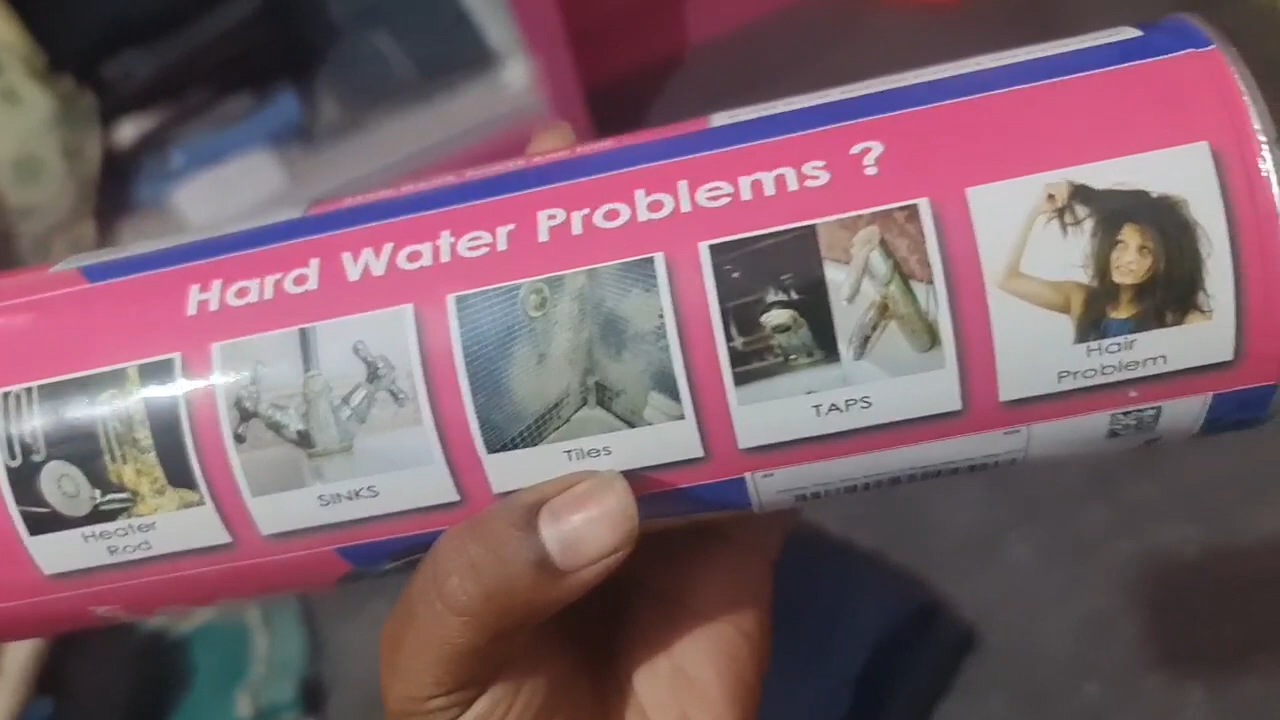 Hard Water Problems ?
Heater
Rod
SINKS
Tiles
TAPS
Hair
Problem